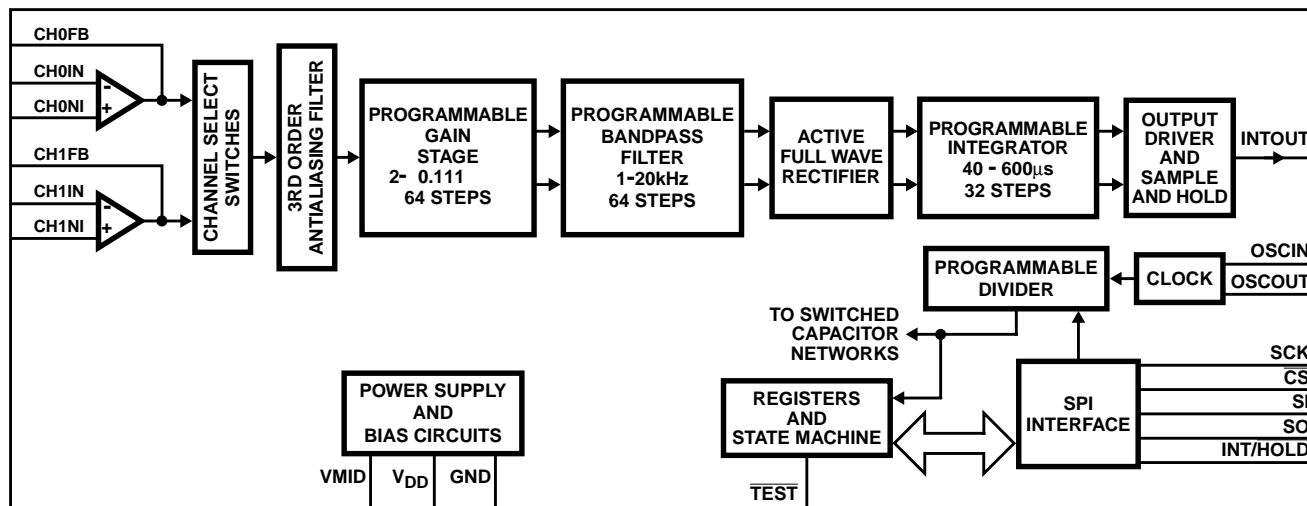 CH0FB
CH0IN
CH0NI
CH1FB
CH1IN
CH1NI
-
+
-
+
CHANNEL SELECT
SWITCHES
3RD ORDER
ANTIALIASING FILTER
PROGRAMMABLE
GAIN
STAGE
2- 0.111
64 STEPS
PROGRAMMABLE
BANDPASS
FILTER
1-20kHz
64 STEPS
ACTIVE
FULL WAVE
RECTIFIER
PROGRAMMABLE
INTEGRATOR
40 - 600µs
32 STEPS
OUTPUT
DRIVER
AND
SAMPLE
AND HOLD
INTOUT
PROGRAMMABLE
DIVIDER
CLOCK
OSCIN
OSCOUT
TO SWITCHED
CAPACITOR
NETWORKS
POWER SUPPLY
AND
BIAS CIRCUITS
VMID
VDD
GND
REGISTERS
AND
STATE MACHINE
TEST
SPI
INTERFACE
SCK
CS
SI
SO
INT/HOLD